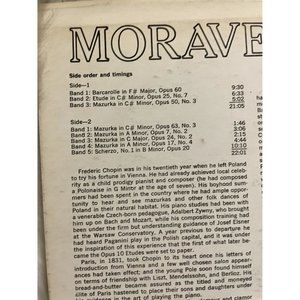 MORAVE
Side order and timings
Side—1
Band 1: Barcarolle in F# Major, Opus 60 9:30
Band 2: Etude in C# Minor, Opus 25, No. 7 6:33
Band 3: Mazurka in C# Minor, Opus 50, No. 3 5:02
21:05
Side—2
Band 1: Mazurka in C# Minor, Opus 63, No. 3 1:46
Band 2: Mazurka in A Minor, Opus 7, No. 2 3:06
Band 3: Mazurka in C Major, Opus 24, No. 2 2:15
Band 4: Mazurka in A Minor, Opus 17, No. 4 4:44
Band 5: Scherzo, No. 1 in B Minor, Opus 20 10:10
22:01
Frederic Chopin was in his twentieth year when he left Poland
to try his fortune in Vienna. He had already achieved local celeb-
rity as a child prodigy pianist and composer (he had composed
a Polonaise in G Minor at the age of seven). His boyhood sum-
mers had been spent in the country where he had ample oppor-
tunity to hear and see mazurkas and other folk dances of
Poland in their natural habitat. His piano studies had been with
a venerable Czech-born pedagogue, Adalbert Zywny, who brought
him up on Bach and Mozart, while his composition training had
been under the firm but understanding guidance of Josef Elsner
at the Warsaw Conservatory. A year previous to departure he
had heard Paganini play in the Polish capital, and it was under
the inspiration of this experience that the first of what later be-
came the Opus 10 Etudes were set to paper.
Paris, in 1831, took Chopin to its heart once his letters of
introduction from Vienna and a few well chosen salon appear-
ances had taken effect; and the young Pole soon found himself
on terms of friendship with Liszt, Mendelssohn, and Berlioz. His
bread-and-butter became assured as the titled and moneyed
elite of Paris hastened to place their sons and daughters under
his guidance in the art of playing the piano.